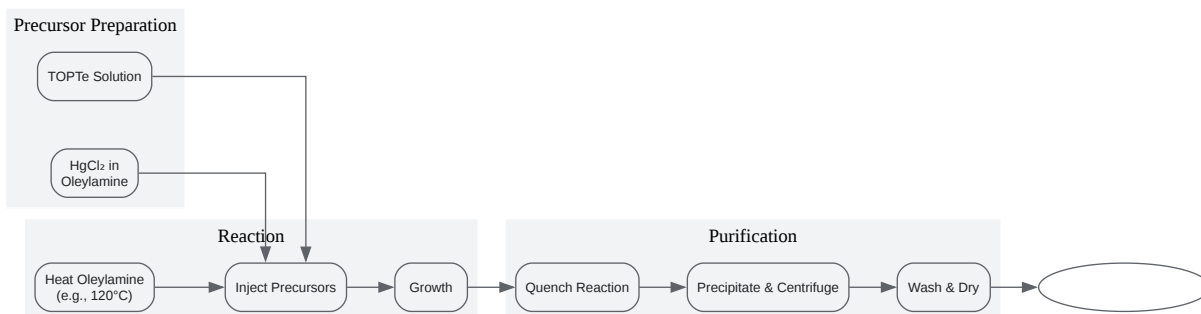 Precursor Preparation
TOPTe Solution
HgCl₂ in
Oleylamine
Reaction
Heat Oleylamine
(e.g., 120°C)
Inject Precursors
Growth
Purification
Quench Reaction
Precipitate & Centrifuge
Wash & Dry